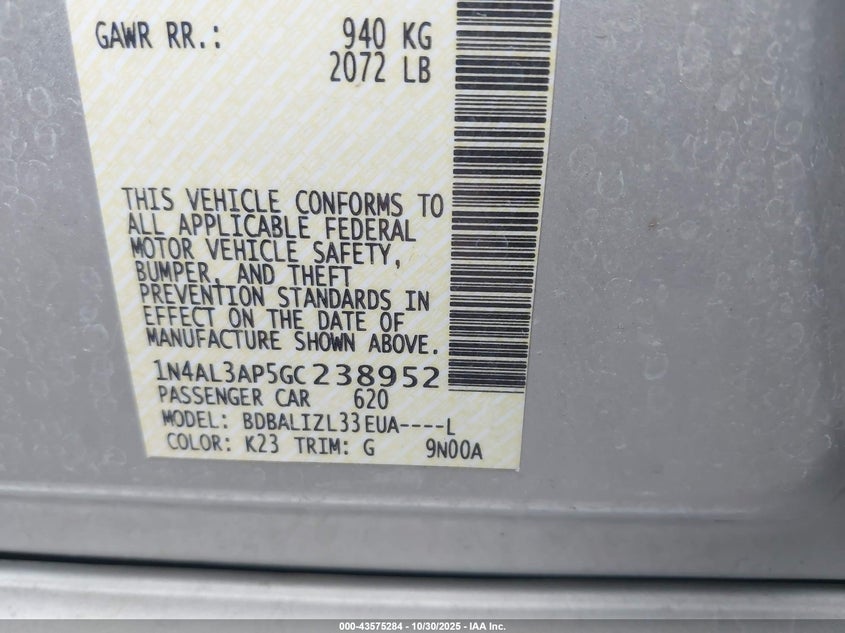 GAWR RR.: 940 KG
2072 LB
THIS VEHICLE CONFORMS TO
ALL APPLICABLE FEDERAL
MOTOR VEHICLE SAFETY,
BUMPER, AND THEFT
PREVENTION STANDARDS IN
EFFECT ON THE DATE OF
MANUFACTURE SHOWN ABOVE.
1N4AL3AP5GC238952
PASSENGER CAR 620
MODEL: BDBALIZL33EUA----L
COLOR: K23 TRIM: G 9N00A
000-43575284 - 10/30/2025 - IAA Inc.